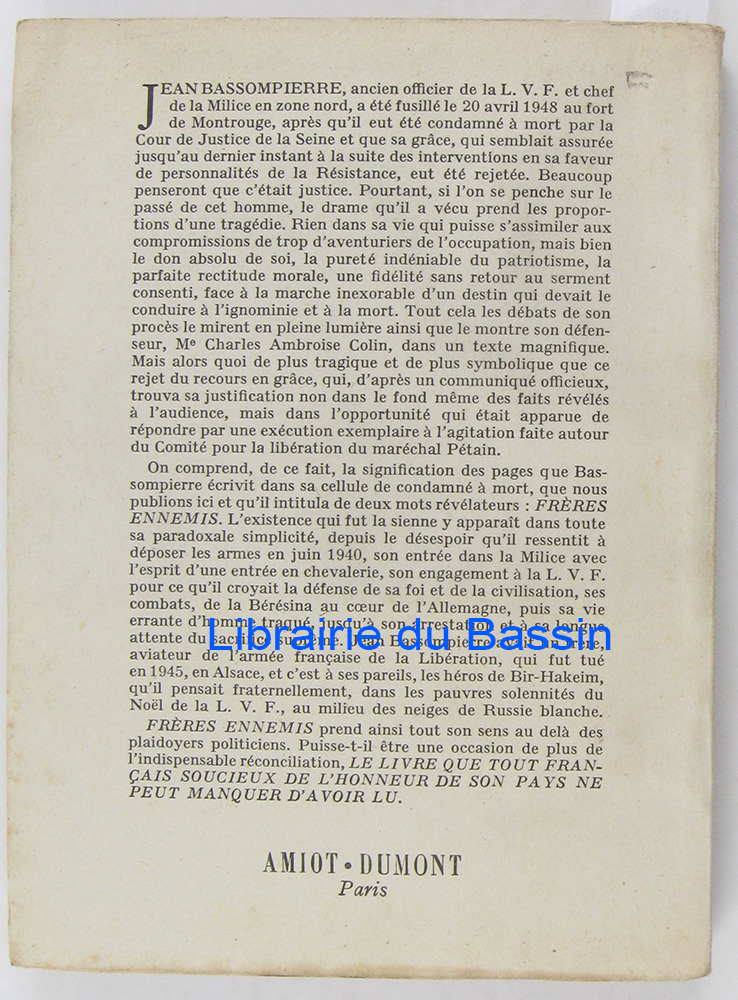 JEAN BASSOMPIERRE, ancien officier de la L. V. F. et chef
de la Milice en zone nord, a été fusillé le 20 avril 1948 au fort
de Montrouge, après qu'il eut été condamné à mort par la
Cour de Justice de la Seine et que sa grâce, qui semblait assurée
jusqu'au dernier instant à la suite des interventions en sa faveur
de personnalités de la Résistance, eut été rejetée. Beaucoup
penseront que c'était justice. Pourtant, si l'on se penche sur le
passé de cet homme, le drame qu'il a vécu prend les propor-
tions d'une tragédie. Rien dans sa vie qui puisse s'assimiler aux
compromissions de trop d'aventuriers de l'occupation, mais bien
le don absolu de soi, la pureté indéniable du patriotisme, la
parfaite rectitude morale, une fidélité sans retour au serment
consenti, face à la marche inexorable d'un destin qui devait le
conduire à l'ignominie et à la mort. Tout cela les débats de son
procès le mirent en pleine lumière ainsi que le montre son défen-
seur, Me Charles Ambroise Colin, dans un texte magnifique.
Mais alors quoi de plus tragique et de plus symbolique que ce
rejet du recours en grâce, qui, d'après un communiqué officieux,
trouva sa justification non dans le fond même des faits révélés
à l'audience, mais dans l'opportunité qui était apparue de
répondre par une exécution exemplaire à l'agitation faite autour
du Comité pour la libération du maréchal Pétain.
On comprend, de ce fait, la signification des pages que Bas-
sompierre écrivit dans sa cellule de condamné à mort, que nous
publions ici et qu'il intitula de deux mots révélateurs : FRÈRES
ENNEMIS. L'existence qui fut la sienne y apparaît dans toute
sa paradoxale simplicité, depuis le désespoir qu'il ressentit à
déposer les armes en juin 1940, son entrée dans la Milice avec
l'esprit d'une entrée en chevalerie, son engagement à la L. V. F.
pour ce qu'il croyait la défense de sa foi et de la civilisation, ses
combats, de la Bérésina au cœur de l'Allemagne, puis sa vie
errante d'homme traqué, jusqu'à son arrestation et à sa longue
attente du sacrifice suprême. Jean Bassompierre avait un frère,
aviateur de l'armée française de la Libération, qui fut tué
en 1945, en Alsace, et c'est à ses pareils, les héros de Bir-Hakeim,
qu'il pensait fraternellement, dans les pauvres solennités du
Noël de la L. V. F., au milieu des neiges de Russie blanche.
FRÈRES ENNEMIS prend ainsi tout son sens au delà des
plaidoyers politiciens. Puisse-t-il être une occasion de plus de
l'indispensable réconciliation, LE LIVRE QUE TOUT FRAN-
ÇAIS SOUCIEUX DE L'HONNEUR DE SON PAYS NE
PEUT MANQUER D'AVOIR LU.
Librairie du Bassin
AMIOT • DUMONT
Paris